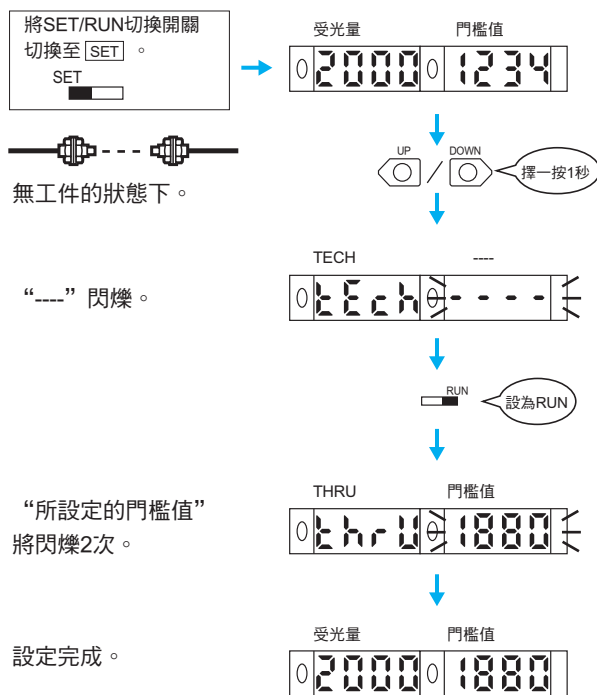 將SET/RUN切換開關
切換至 SET 。
SET
受光量 門檻值
2000 1234
無工件的狀態下。
UP / DOWN
擇一按1秒
TECH ----
“----” 閃爍。
tEch ----
RUN
設為RUN
THRU 門檻值
“所設定的門檻值”
將閃爍2次。
thrU 1880
受光量 門檻值
設定完成。
2000 1880